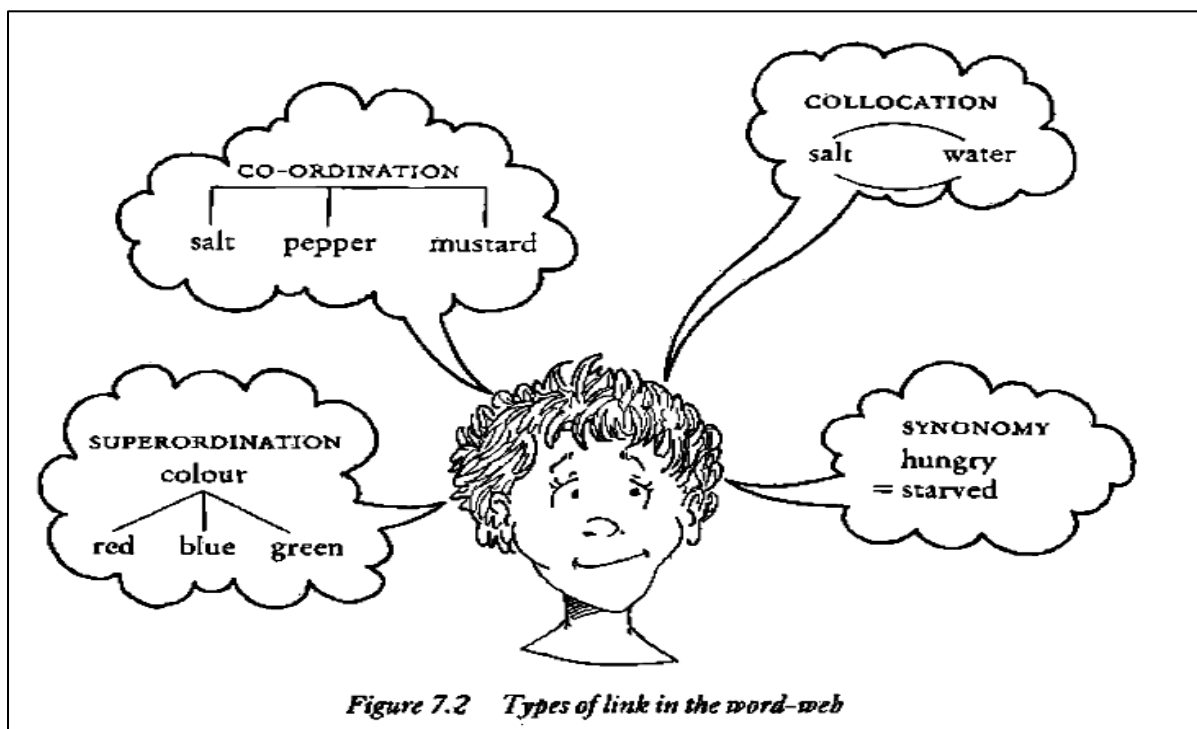 CO-ORDINATION
salt pepper mustard
COLLOCATION
salt water
SUPERORDINATION
colour
red blue green
SYNONOMY
hungry
= starved
Figure 7.2 Types of link in the word-web